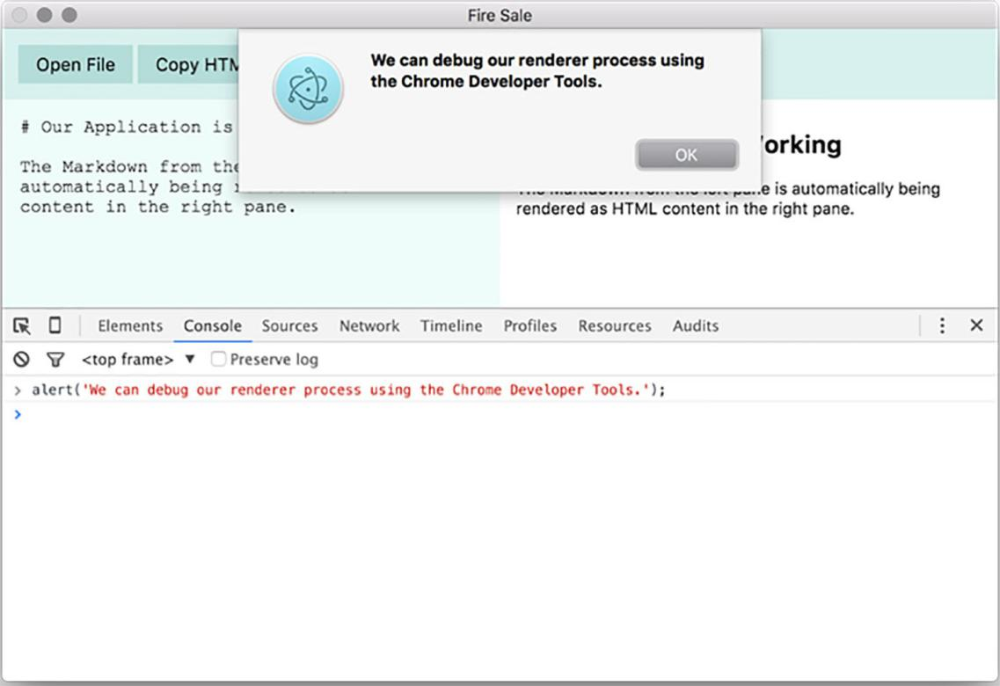 Fire Sale
Open File
Copy HTM
We can debug our renderer process using
the Chrome Developer Tools.
OK
# Our Application is
The Markdown from the
automatically being
content in the right pane.
orking
The Markdown from the left pane is automatically being
rendered as HTML content in the right pane.
Elements Console Sources Network Timeline Profiles Resources Audits
<top frame> ▼ Preserve log
> alert('We can debug our renderer process using the Chrome Developer Tools.');
>